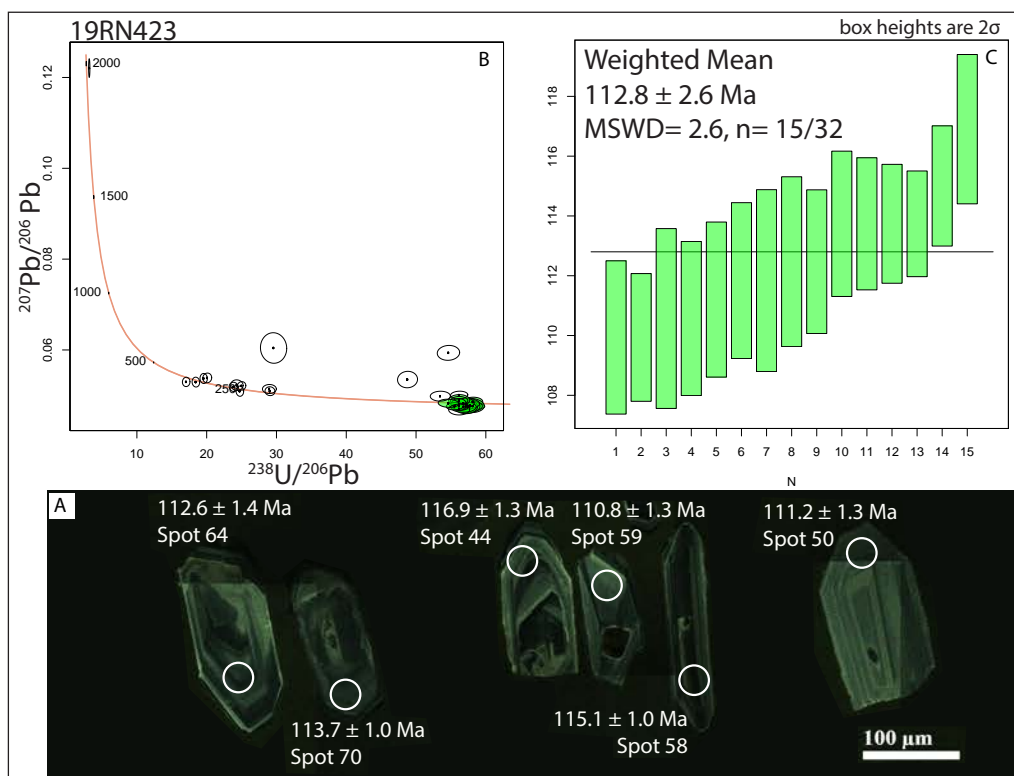 19RN423
box heights are 2σ
B
2000
1500
1000
500
250
0.12
0.10
0.08
0.06
²⁰⁷Pb/²⁰⁶ Pb
0 10 20 30 40 50 60
²³⁸U/²⁰⁶Pb
C
Weighted Mean
112.8 ± 2.6 Ma
MSWD= 2.6, n= 15/32
118
116
114
112
110
108
1 2 3 4 5 6 7 8 9 10 11 12 13 14 15
N
A
112.6 ± 1.4 Ma
Spot 64
116.9 ± 1.3 Ma
Spot 44
110.8 ± 1.3 Ma
Spot 59
111.2 ± 1.3 Ma
Spot 50
113.7 ± 1.0 Ma
Spot 70
115.1 ± 1.0 Ma
Spot 58
100 µm